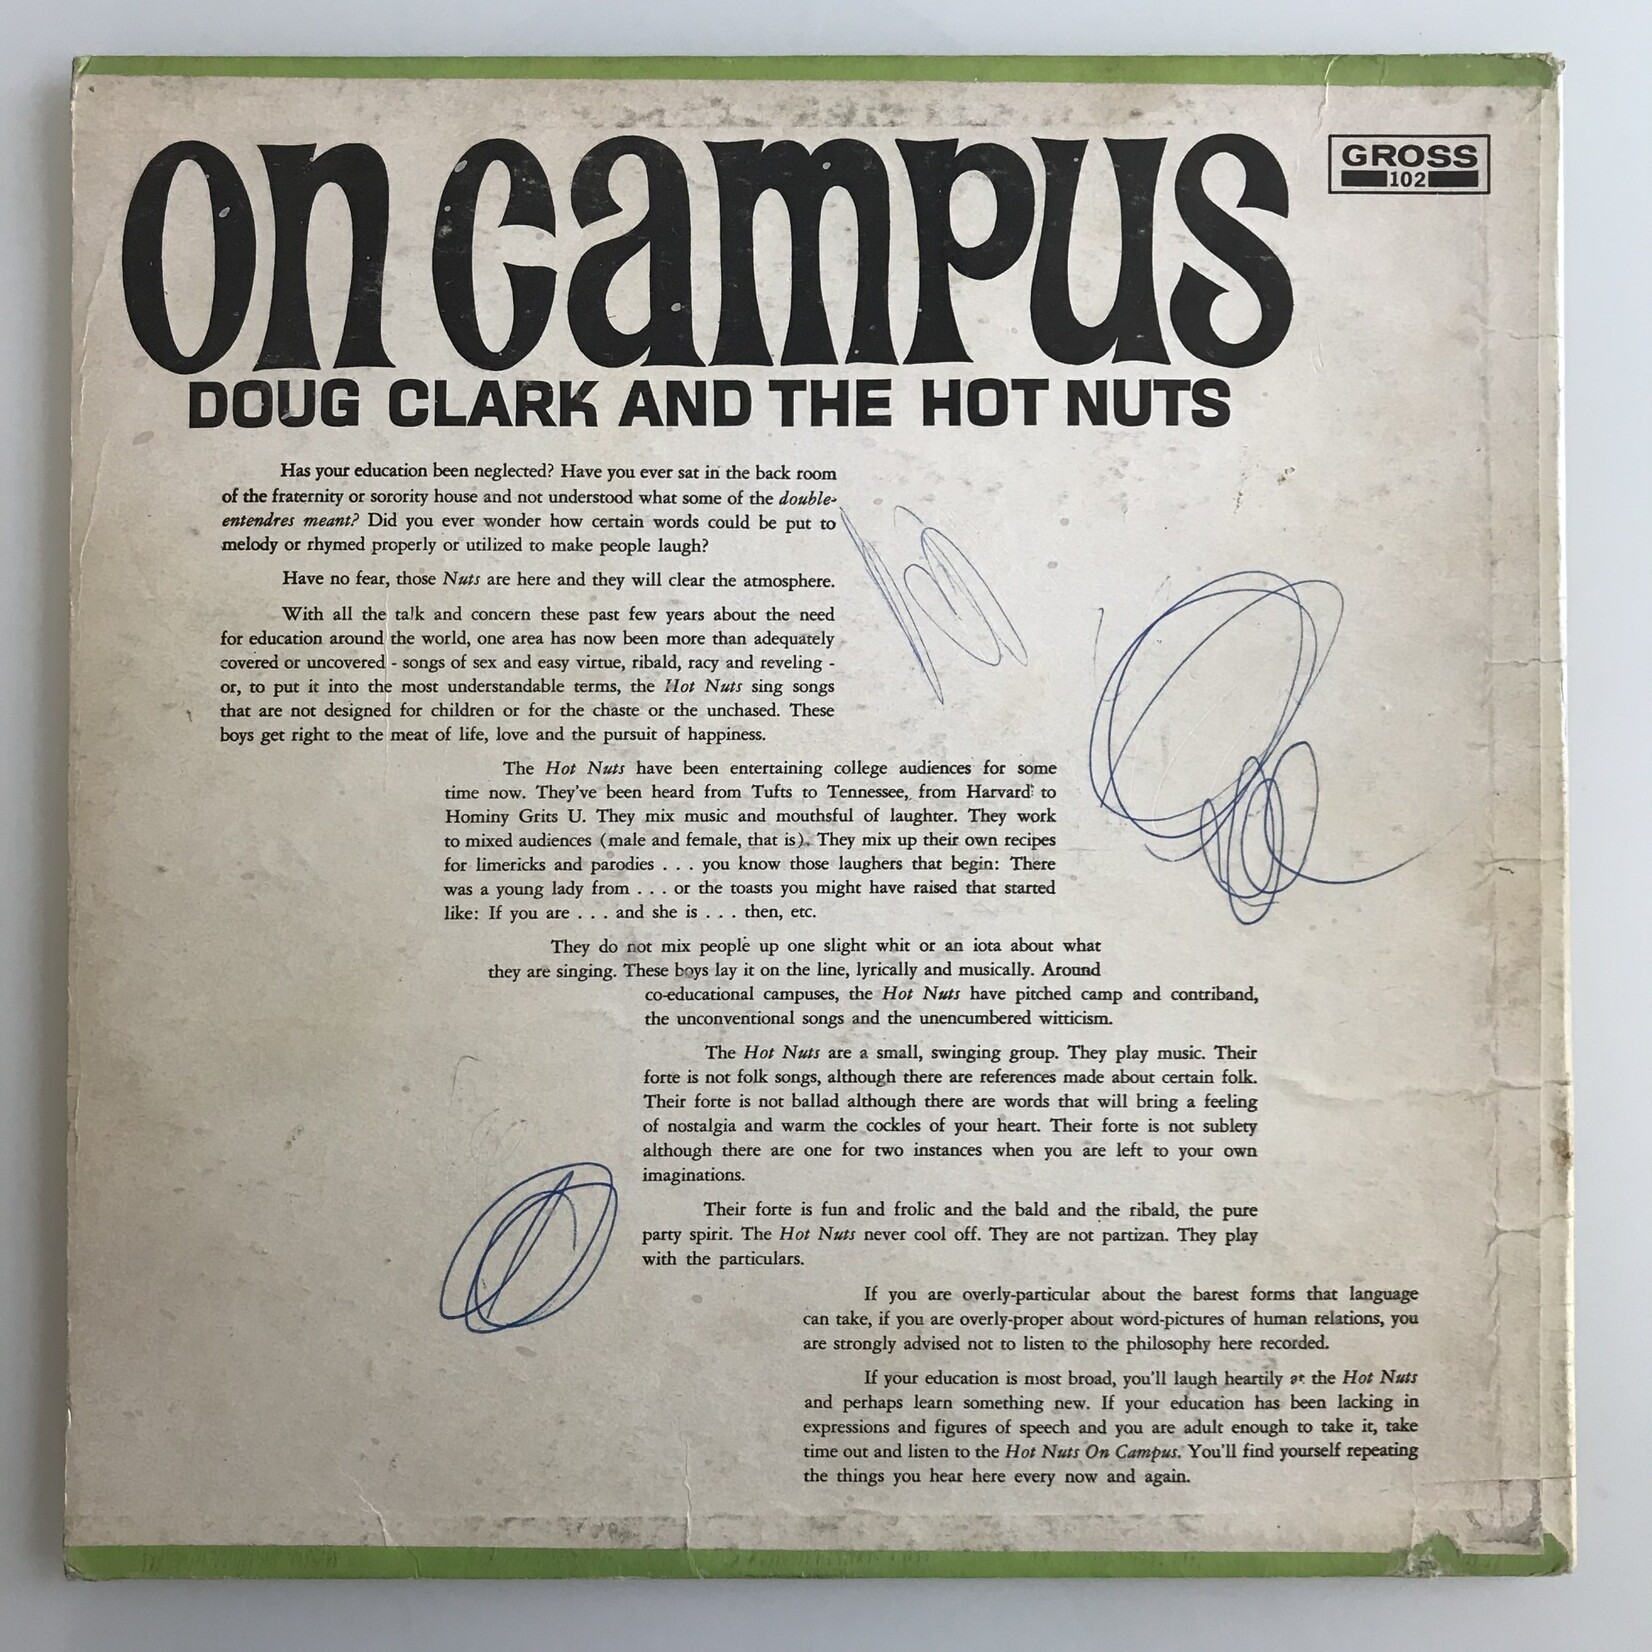 on campus
GROSS
102
DOUG CLARK AND THE HOT NUTS
Has your education been neglected? Have you ever sat in the back room
of the fraternity or sorority house and not understood what some of the double-
entendres meant? Did you ever wonder how certain words could be put to
melody or rhymed properly or utilized to make people laugh?
Have no fear, those Nuts are here and they will clear the atmosphere.
With all the talk and concern these past few years about the need
for education around the world, one area has now been more than adequately
covered or uncovered - songs of sex and easy virtue, ribald, racy and reveling -
or, to put it into the most understandable terms, the Hot Nuts sing songs
that are not designed for children or for the chaste or the unchased. These
boys get right to the meat of life, love and the pursuit of happiness.
The Hot Nuts have been entertaining college audiences for some
time now. They've been heard from Tufts to Tennessee, from Harvard to
Hominy Grits U. They mix music and mouthsful of laughter. They work
to mixed audiences (male and female, that is). They mix up their own recipes
for limericks and parodies . . . you know those laughers that begin: There
was a young lady from . . . or the toasts you might have raised that started
like: If you are . . . and she is . . . then, etc.
They do not mix people up one slight whit or an iota about what
they are singing. These boys lay it on the line, lyrically and musically. Around
co-educational campuses, the Hot Nuts have pitched camp and contriband,
the unconventional songs and the unencumbered witticism.
The Hot Nuts are a small, swinging group. They play music. Their
forte is not folk songs, although there are references made about certain folk.
Their forte is not ballad although there are words that will bring a feeling
of nostalgia and warm the cockles of your heart. Their forte is not sublety
although there are one for two instances when you are left to your own
imaginations.
Their forte is fun and frolic and the bald and the ribald, the pure
party spirit. The Hot Nuts never cool off. They are not partizan. They play
with the particulars.
If you are overly-particular about the barest forms that language
can take, if you are overly-proper about word-pictures of human relations, you
are strongly advised not to listen to the philosophy here recorded.
If your education is most broad, you'll laugh heartily at the Hot Nuts
and perhaps learn something new. If your education has been lacking in
expressions and figures of speech and you are adult enough to take it, take
time out and listen to the Hot Nuts On Campus. You'll find yourself repeating
the things you hear here every now and again.